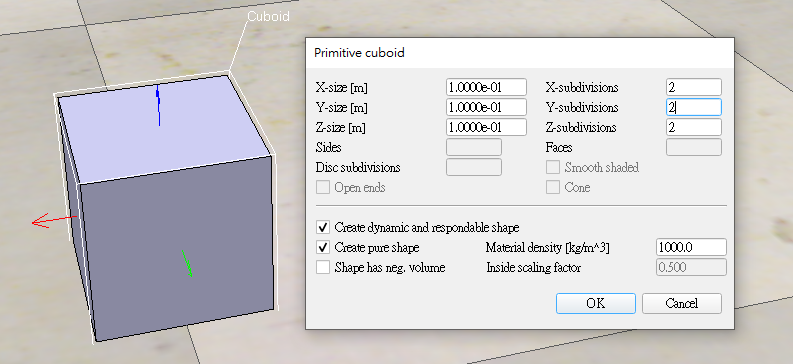 Cuboid
Primitive cuboid
X-size [m] 1.0000e-01 X-subdivisions 2
Y-size [m] 1.0000e-01 Y-subdivisions 2
Z-size [m] 1.0000e-01 Z-subdivisions 2
Sides Faces
Disc subdivisions Smooth shaded
Open ends Cone
Create dynamic and respondable shape
Create pure shape Material density [kg/m^3] 1000.0
Shape has neg. volume Inside scaling factor 0.500
OK Cancel